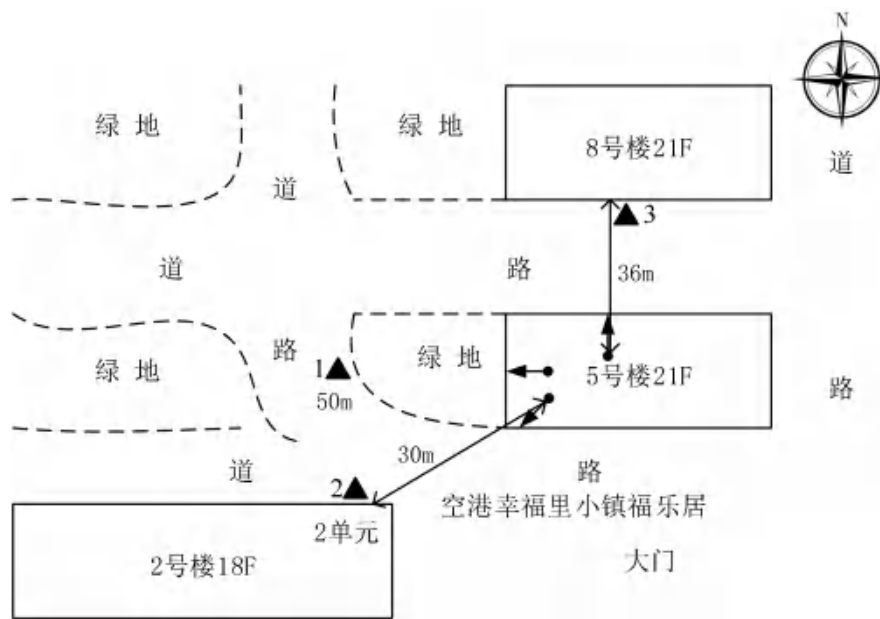 N
绿 地
绿 地
8号楼21F
道
道
▲3
道
路
36m
路
绿 地
1▲
绿 地
5号楼21F
路
50m
30m
道
路
2▲
空港幸福里小镇福乐居
2单元
大门
2号楼18F